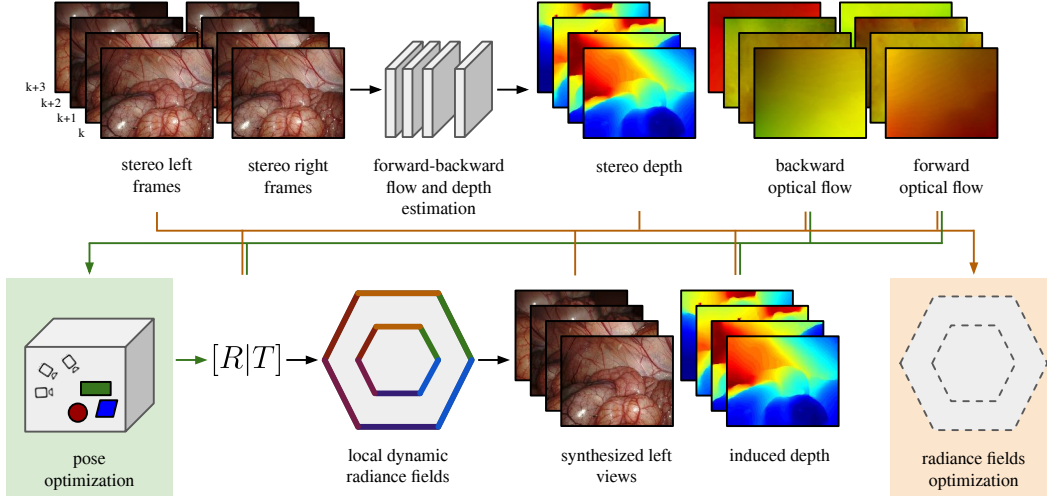 k+3
k+2
k+1
k
stereo left
frames
stereo right
frames
forward-backward
flow and depth
estimation
stereo depth
backward
optical flow
forward
optical flow
[R|T]
pose
optimization
local dynamic
radiance fields
synthesized left
views
induced depth
radiance fields
optimization